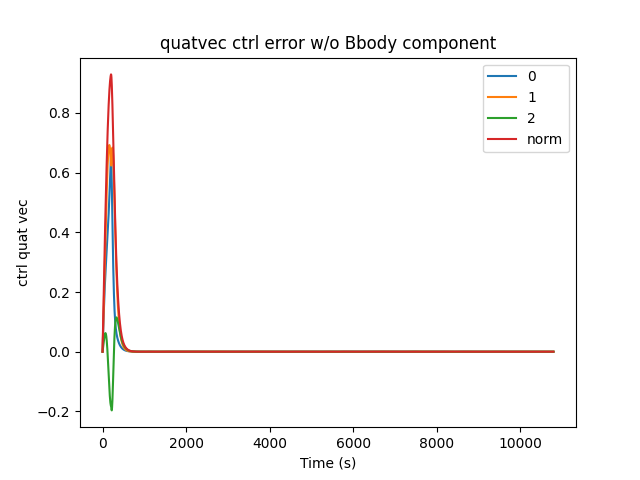 quatvec ctrl error w/o Bbody component
0
1
2
norm
0.8
0.6
0.4
0.2
0.0
−0.2
ctrl quat vec
0 2000 4000 6000 8000 10000
Time (s)